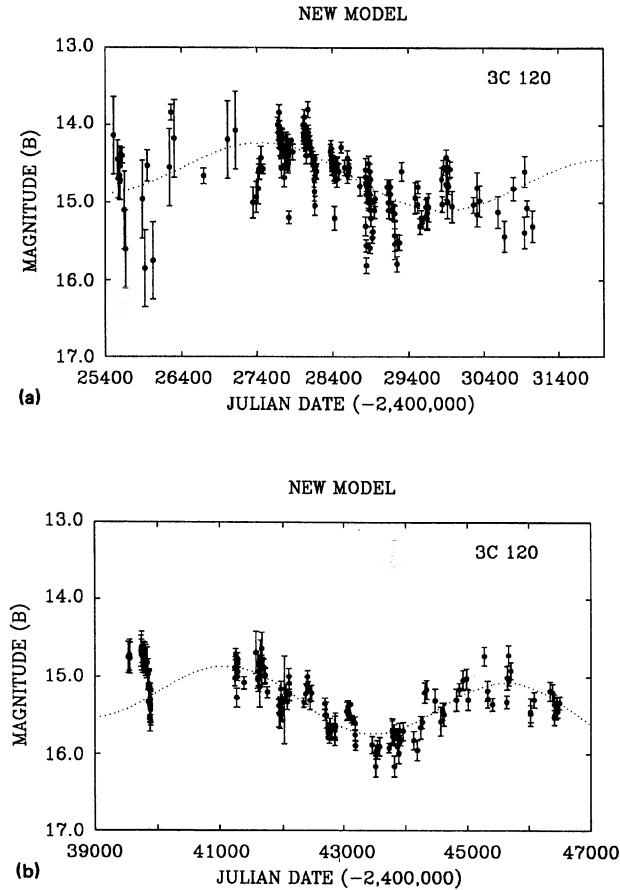 NEW MODEL
3C 120
13.0
14.0
15.0
16.0
17.0
MAGNITUDE (B)
25400 26400 27400 28400 29400 30400 31400
JULIAN DATE (−2,400,000)
(a)
NEW MODEL
3C 120
13.0
14.0
15.0
16.0
17.0
MAGNITUDE (B)
39000 41000 43000 45000 47000
JULIAN DATE (−2,400,000)
(b)